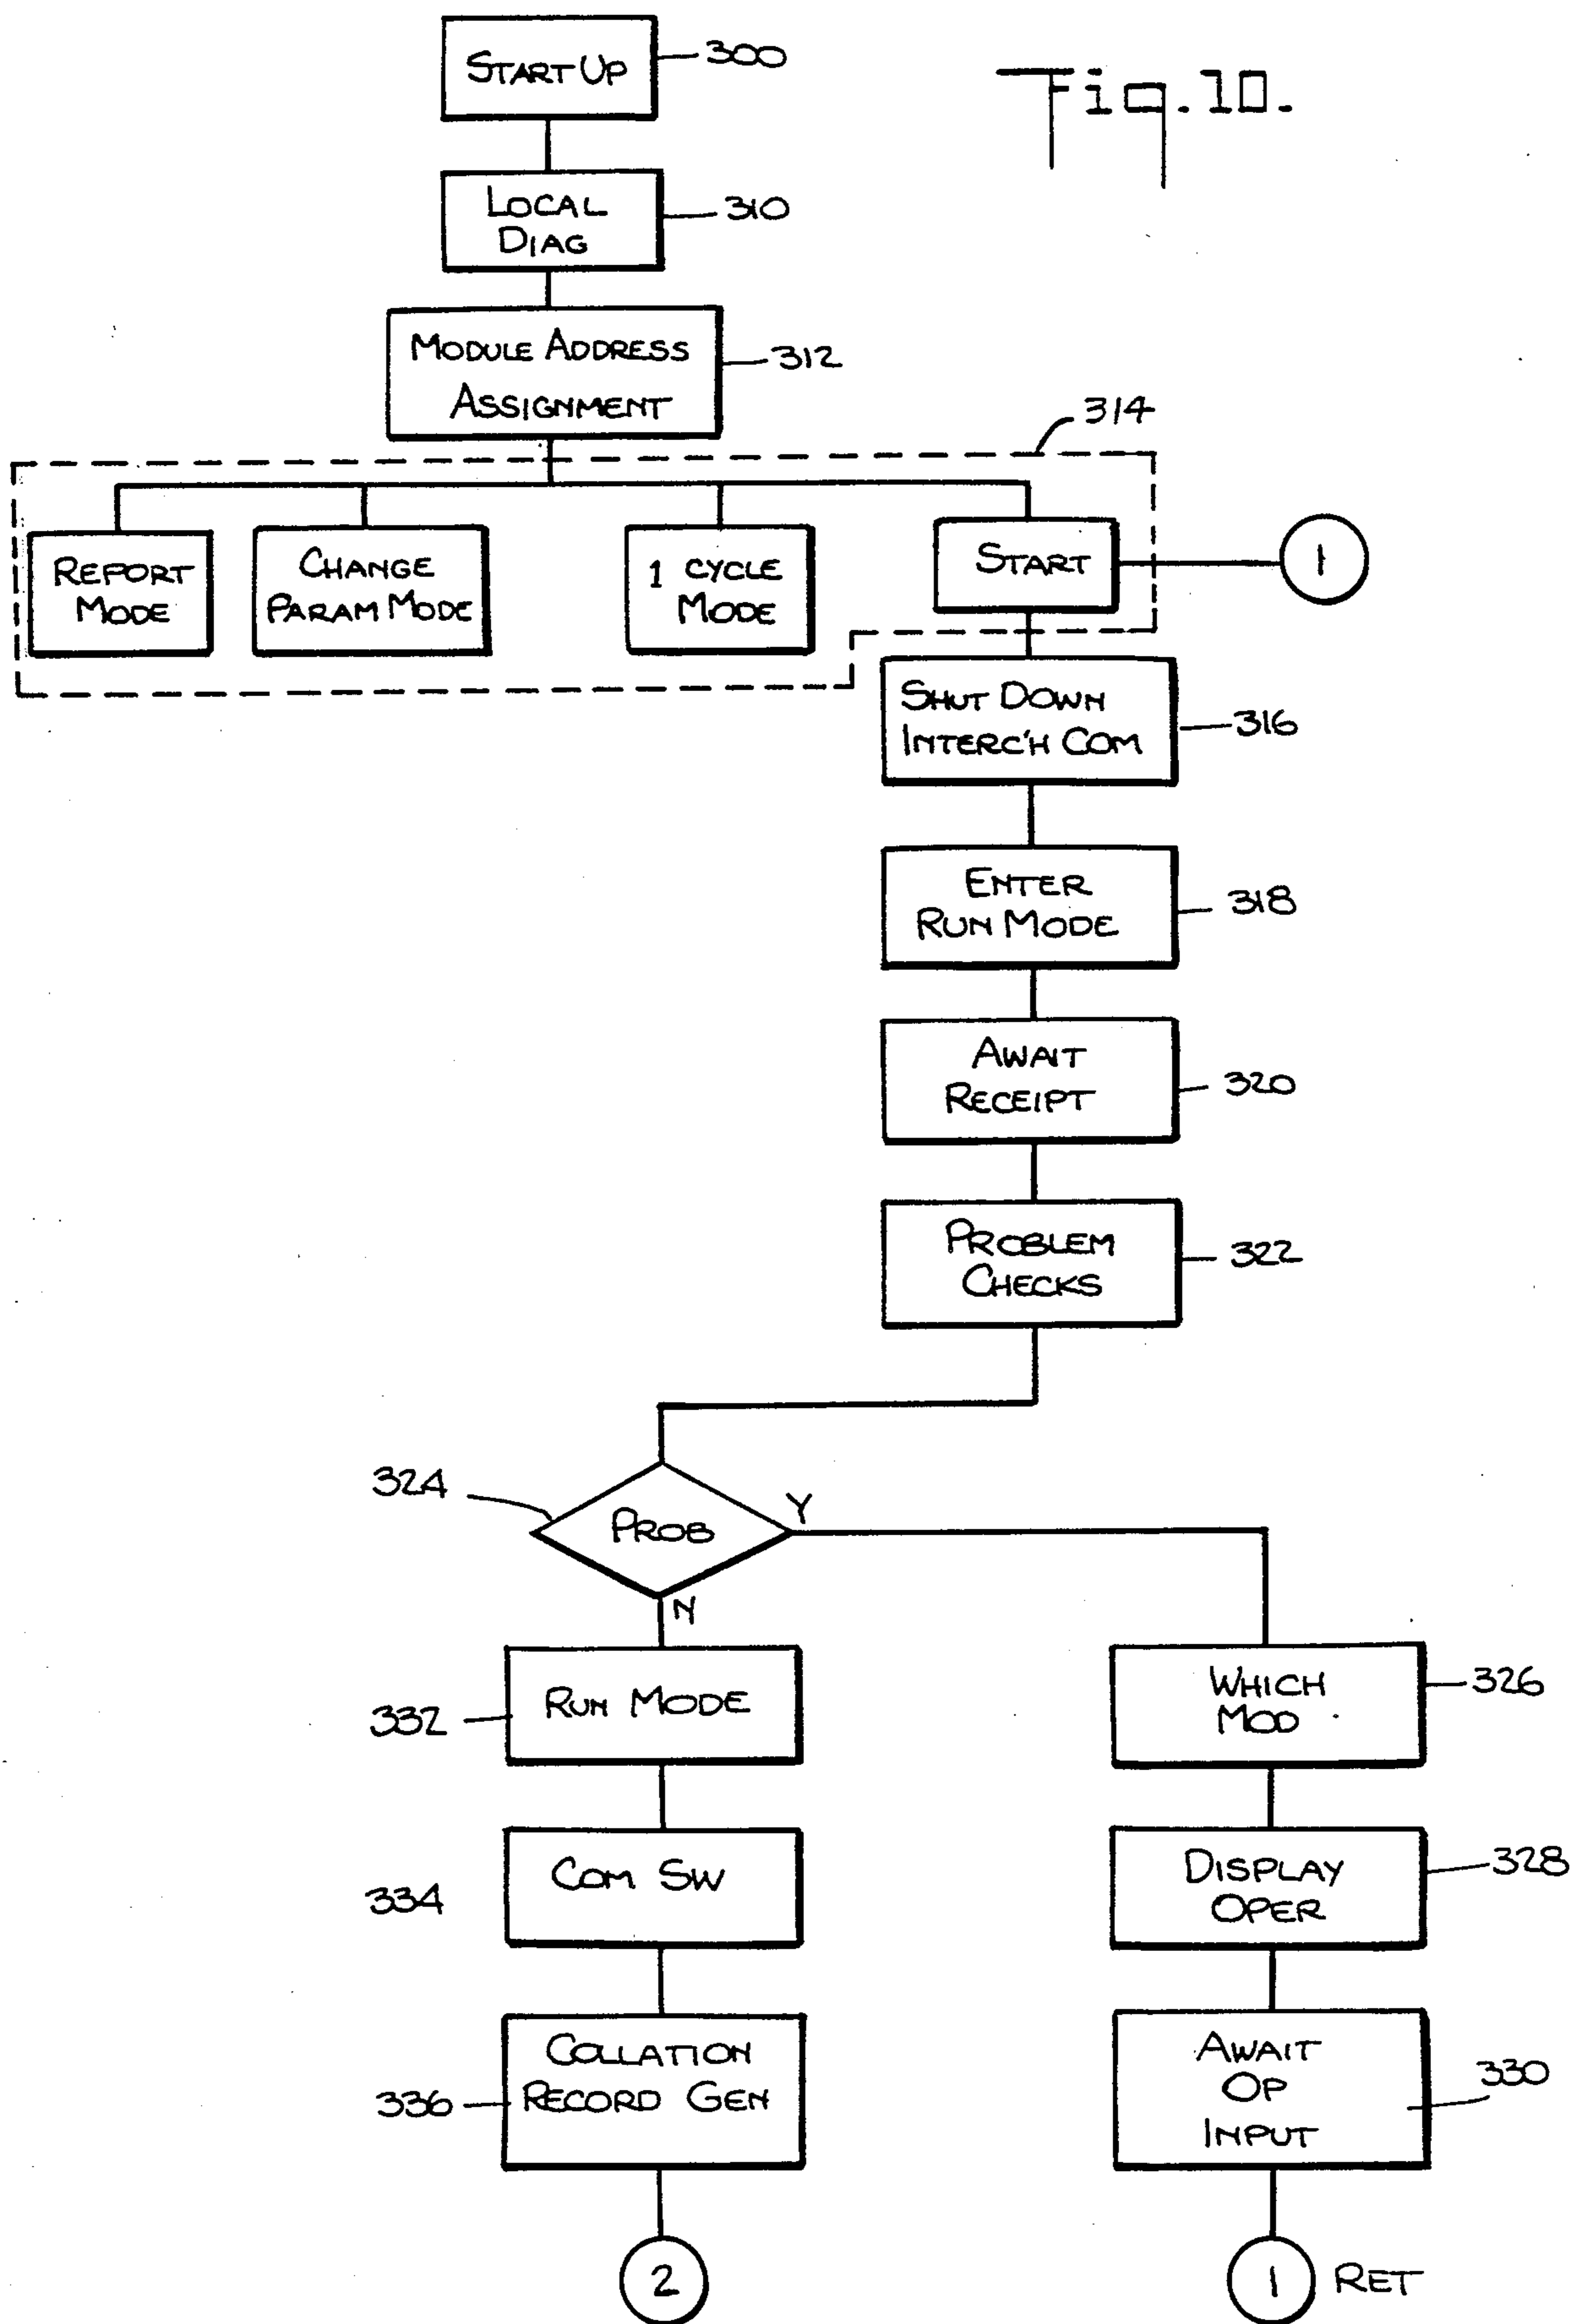 START UP
300
Fig. 10.
LOCAL
DIAG
310
MODULE ADDRESS
ASSIGNMENT
312
314
REPORT
MODE
CHANGE
PARAM MODE
1 CYCLE
MODE
START
1
SHUT DOWN
INTERC'H COM
316
ENTER
RUN MODE
318
AWAIT
RECEIPT
320
PROBLEM
CHECKS
322
324
PROB
Y
N
RUN MODE
332
WHICH
MOD
326
COM SW
334
DISPLAY
OPER
328
COLLATION
RECORD GEN
336
AWAIT
OP
INPUT
330
2
1
RET